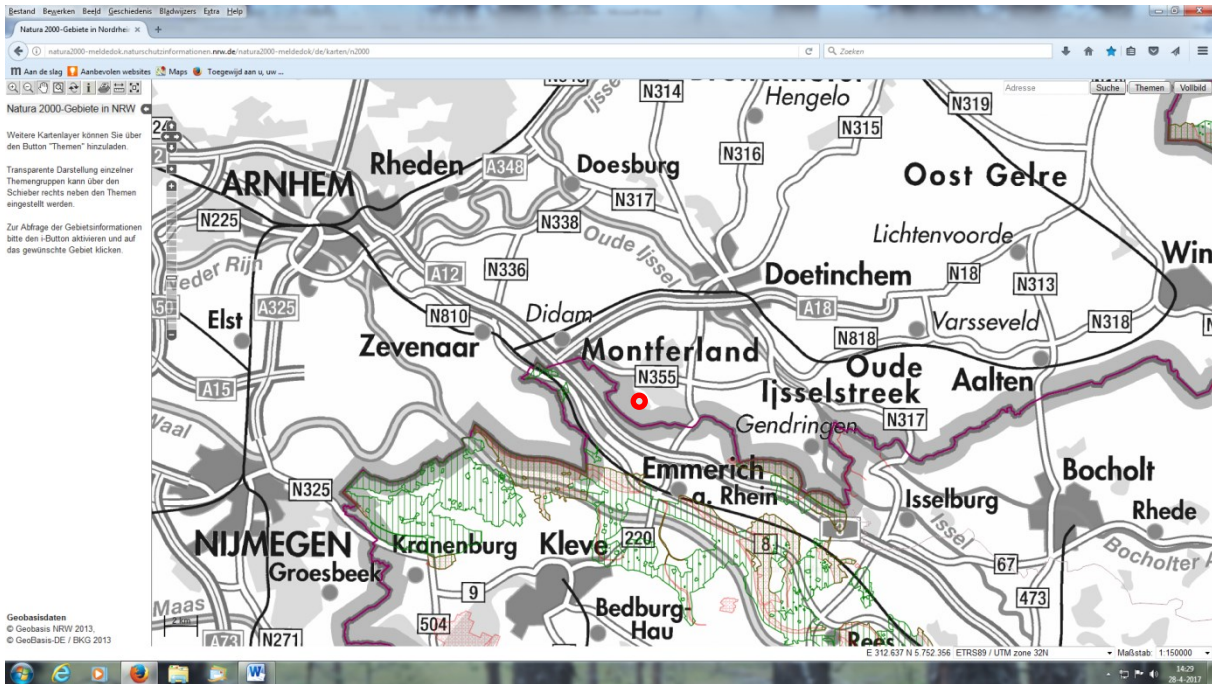 Bestand Bewerken Beeld Geschiedenis Bladwijzers Extra Help
Natura 2000-Gebiete in Nordrhei
natura2000-meldedok.naturschutzinformationen.nrw.de/natura2000-meldedok/de/karten/n2000
Zoeken
Aan de slag Aanbevolen websites Maps Toegewijd aan u, uw ...
Adresse Suche Themen Vollbild
Natura 2000-Gebiete in NRW
Weitere Kartenlayer können Sie über
den Button "Themen" hinzuladen.
Transparente Darstellung einzelner
Themengruppen kann über den
Schieber rechts neben den Themen
eingestellt werden.
Zur Abfrage der Gebietsinformationen
bitte den i-Button aktivieren und auf
das gewünschte Gebiet klicken.
N314
Hengelo
N319
N315
N316
Rheden
A348
Doesburg
Oost Gelre
ARNHEM
N317
N225
N338
Oude Ijssel
Lichtenvoorde
Win
A12
N336
Doetinchem
N18
N313
A325
N810
Didam
A18
Varsseveld
N318
Elst
Zevenaar
Montferland
N818
N355
Oude
Ijsselstreek
Aalten
A15
Gendringen
N317
Waal
Emmerich
a. Rhein
Bocholt
N325
Isselburg
Rhede
NIJMEGEN
Kranenburg
Kleve
220
8
Issel
Groesbeek
9
67
473
Maas
Bedburg-
Hau
504
2 km
A73
N271
Rees
Geobasisdaten
© Geobasis NRW 2013,
© GeoBasis-DE / BKG 2013
E 312.637 N 5.752.356 ETRS89 / UTM zone 32N
Maßstab: 1:150000
14:29
28-4-2017